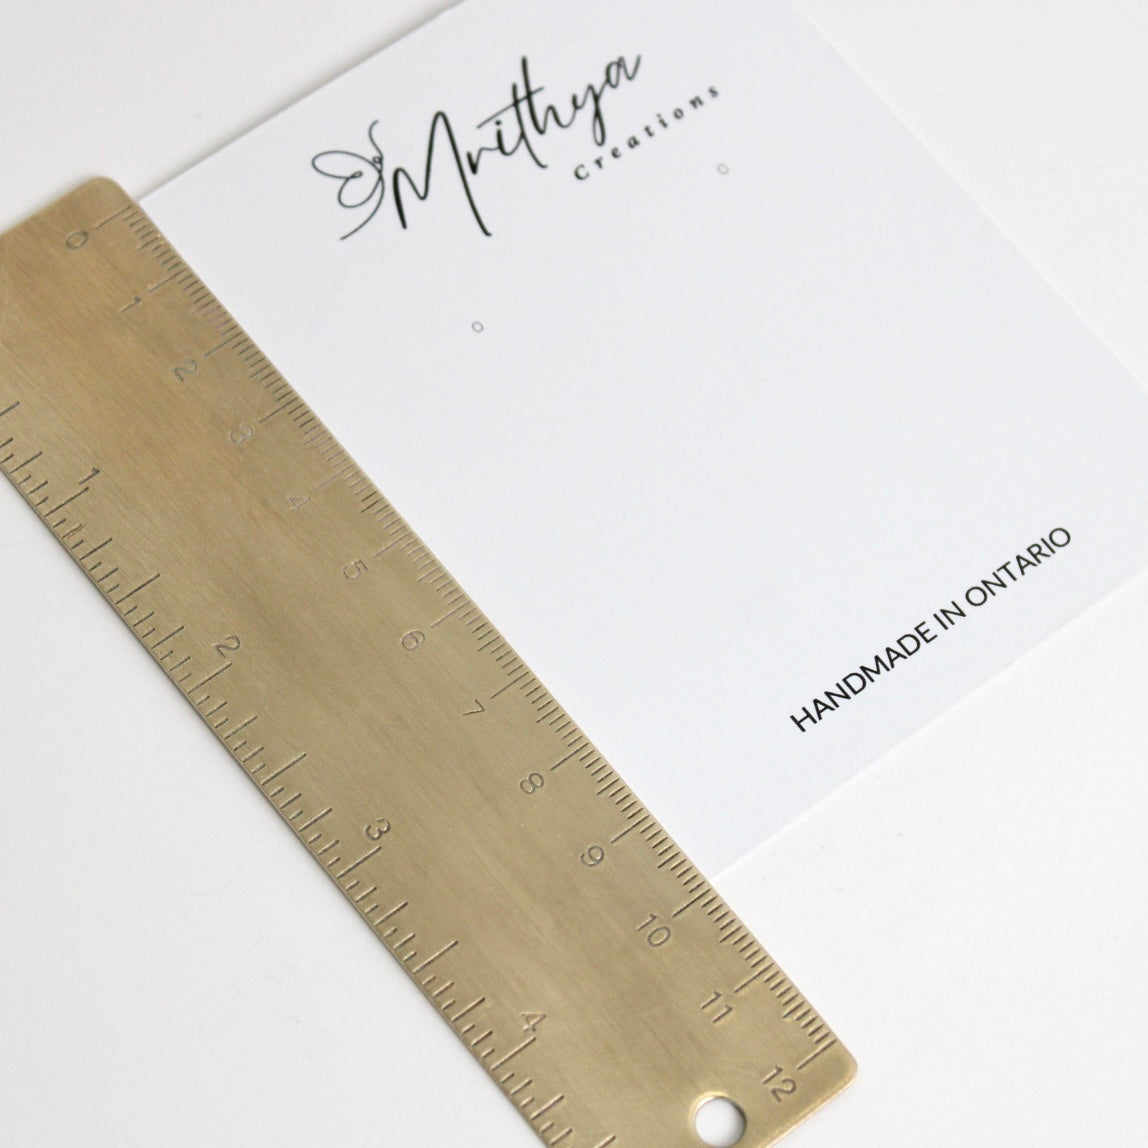 Mrithya
Creations
HANDMADE IN ONTARIO
0 1 2 3 4 5 6 7 8 9 10 11 12
1 2 3 4